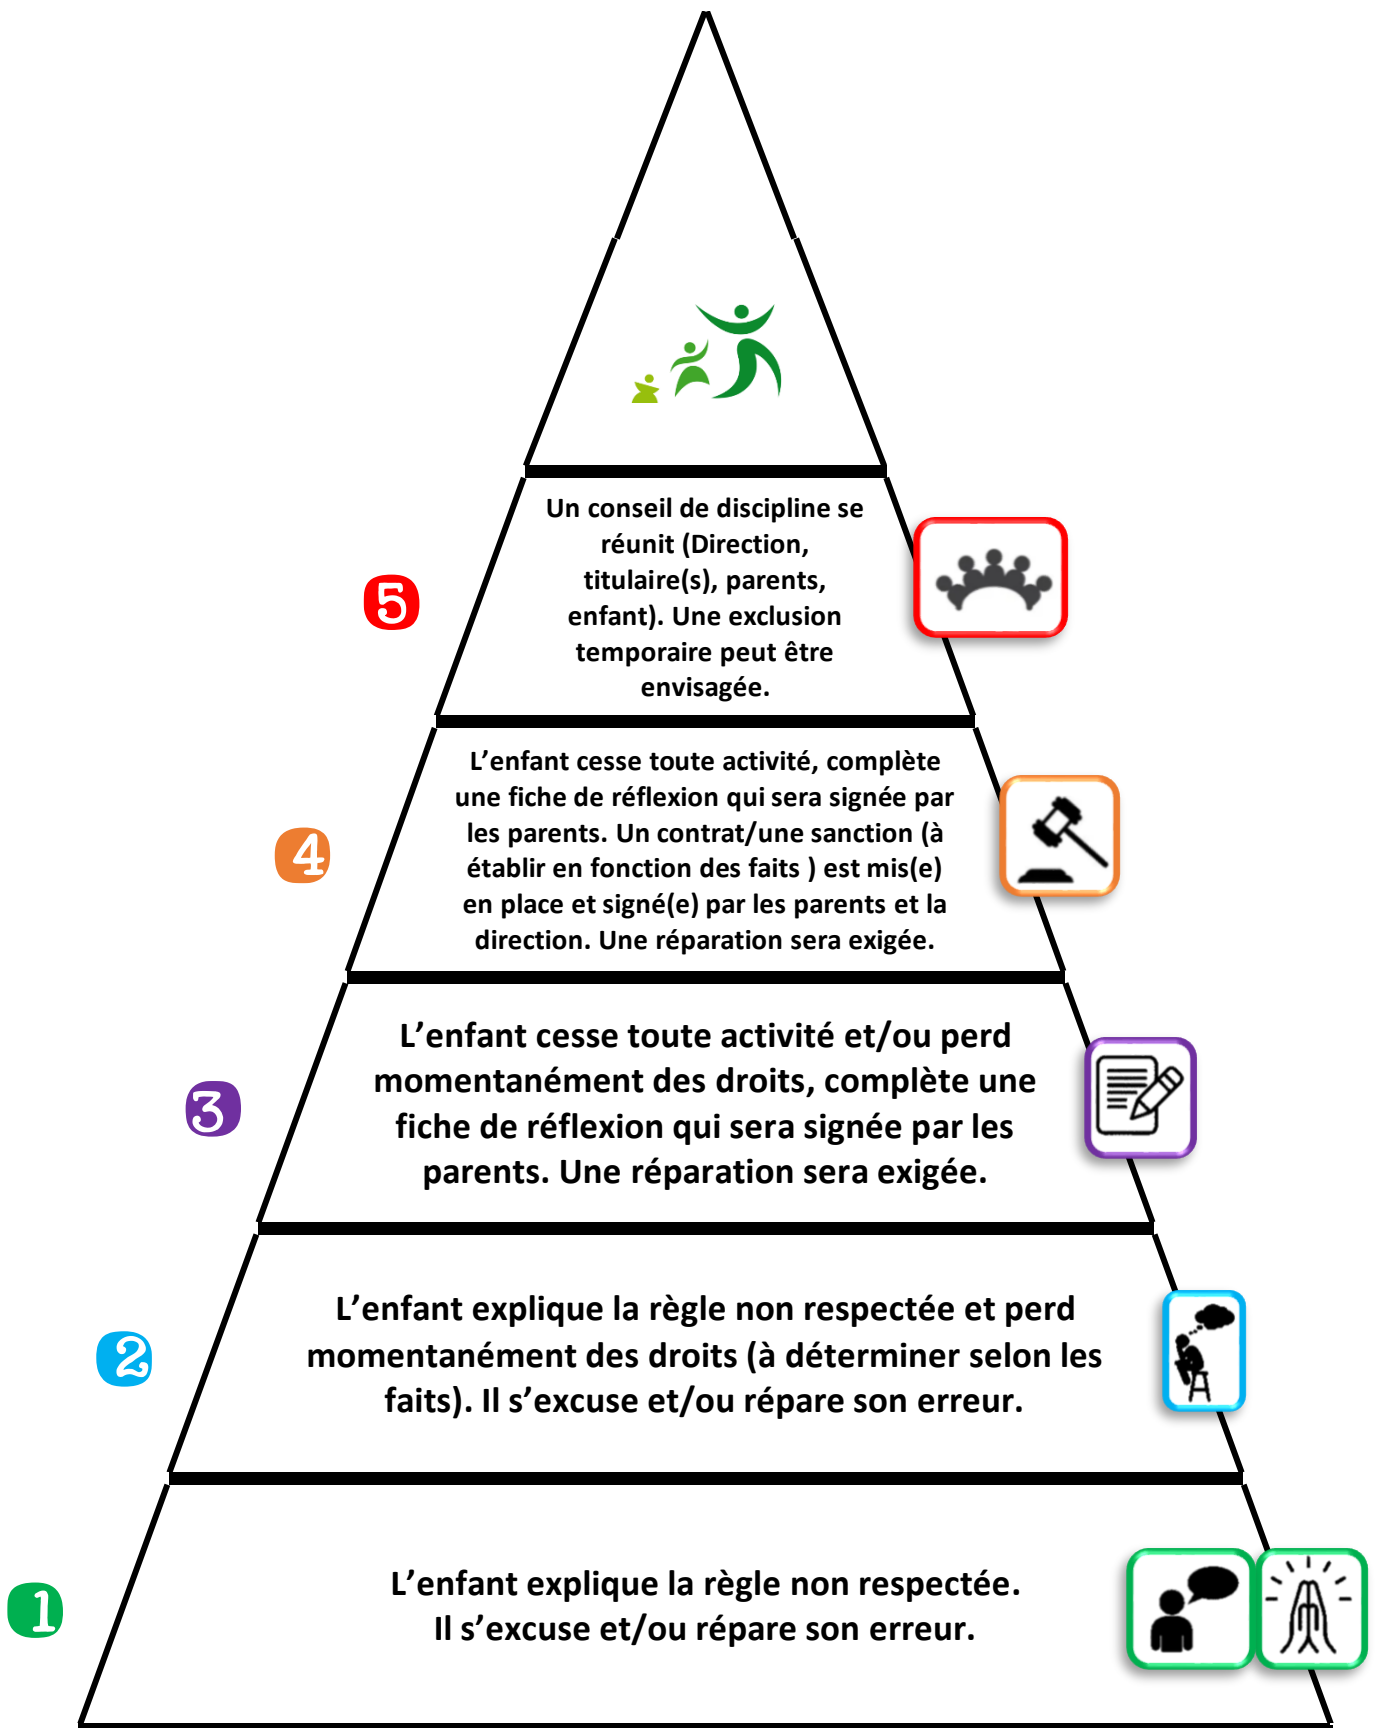 Un conseil de discipline se
réunit (Direction,
titulaire(s), parents,
enfant). Une exclusion
temporaire peut être
envisagée.
5
L’enfant cesse toute activité, complète
une fiche de réflexion qui sera signée par
les parents. Un contrat/une sanction (à
établir en fonction des faits ) est mis(e)
en place et signé(e) par les parents et la
direction. Une réparation sera exigée.
4
L’enfant cesse toute activité et/ou perd
momentanément des droits, complète une
fiche de réflexion qui sera signée par les
parents. Une réparation sera exigée.
3
L’enfant explique la règle non respectée et perd
momentanément des droits (à déterminer selon les
faits). Il s’excuse et/ou répare son erreur.
2
L’enfant explique la règle non respectée.
Il s’excuse et/ou répare son erreur.
1